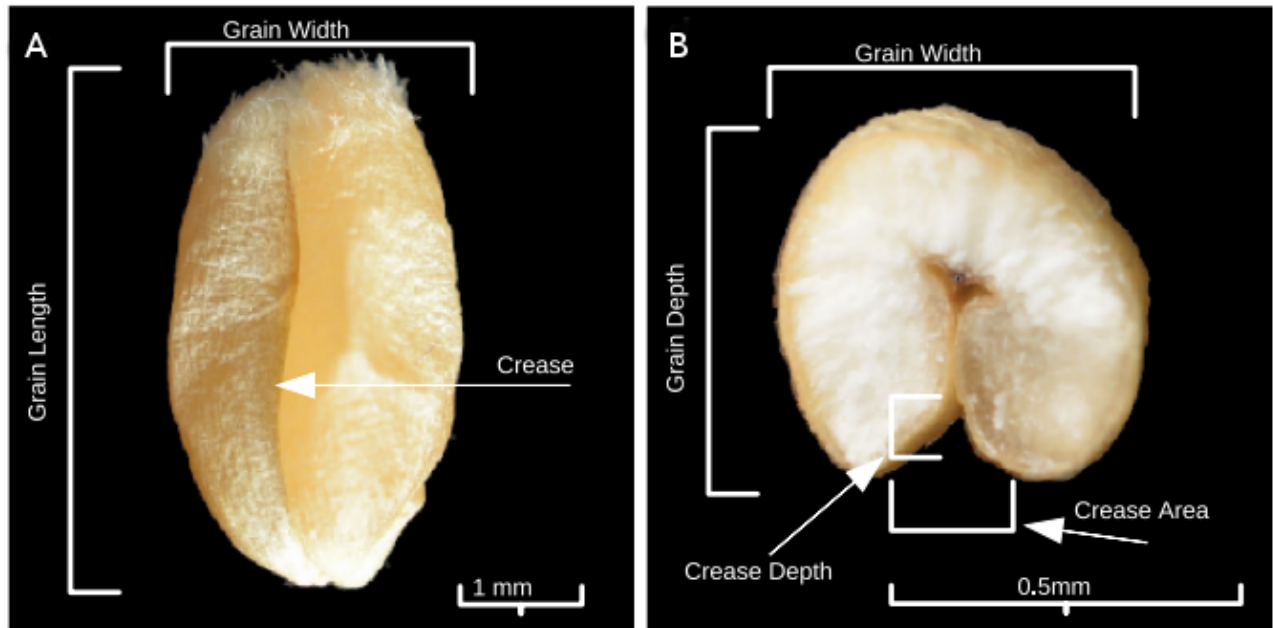 A
Grain Width
Grain Length
Crease
1 mm
B
Grain Width
Grain Depth
Crease Area
Crease Depth
0.5mm